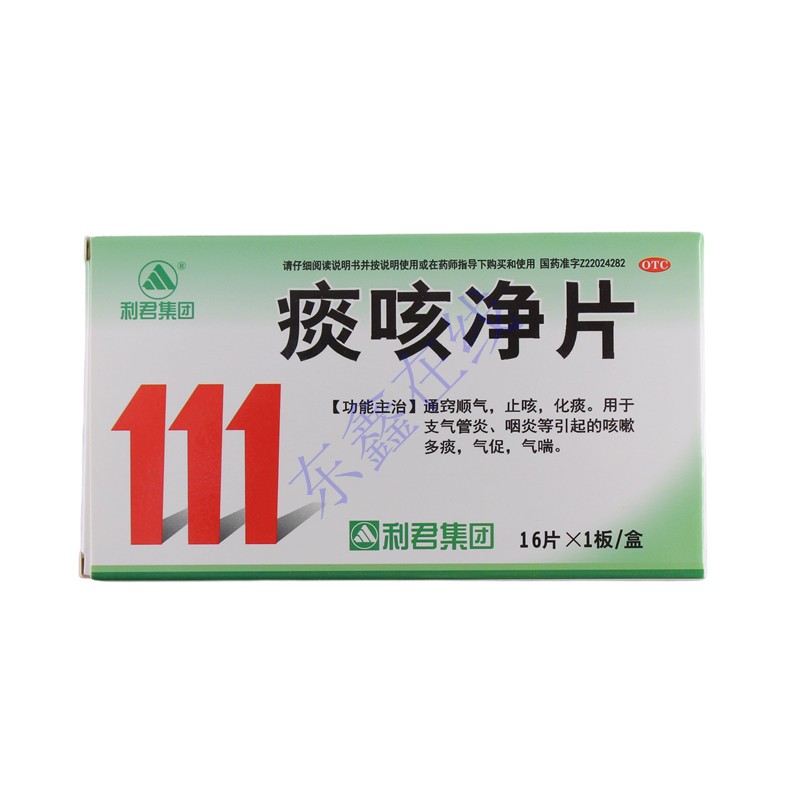 请仔细阅读说明书并按说明使用或在药师指导下购买和使用 国药准字Z22024282
OTC
®
利君集团
痰咳净片
111
【功能主治】通窍顺气，止咳，化痰。用于
支气管炎、咽炎等引起的咳嗽
多痰，气促，气喘。
东鑫在线
利君集团
16片×1板/盒